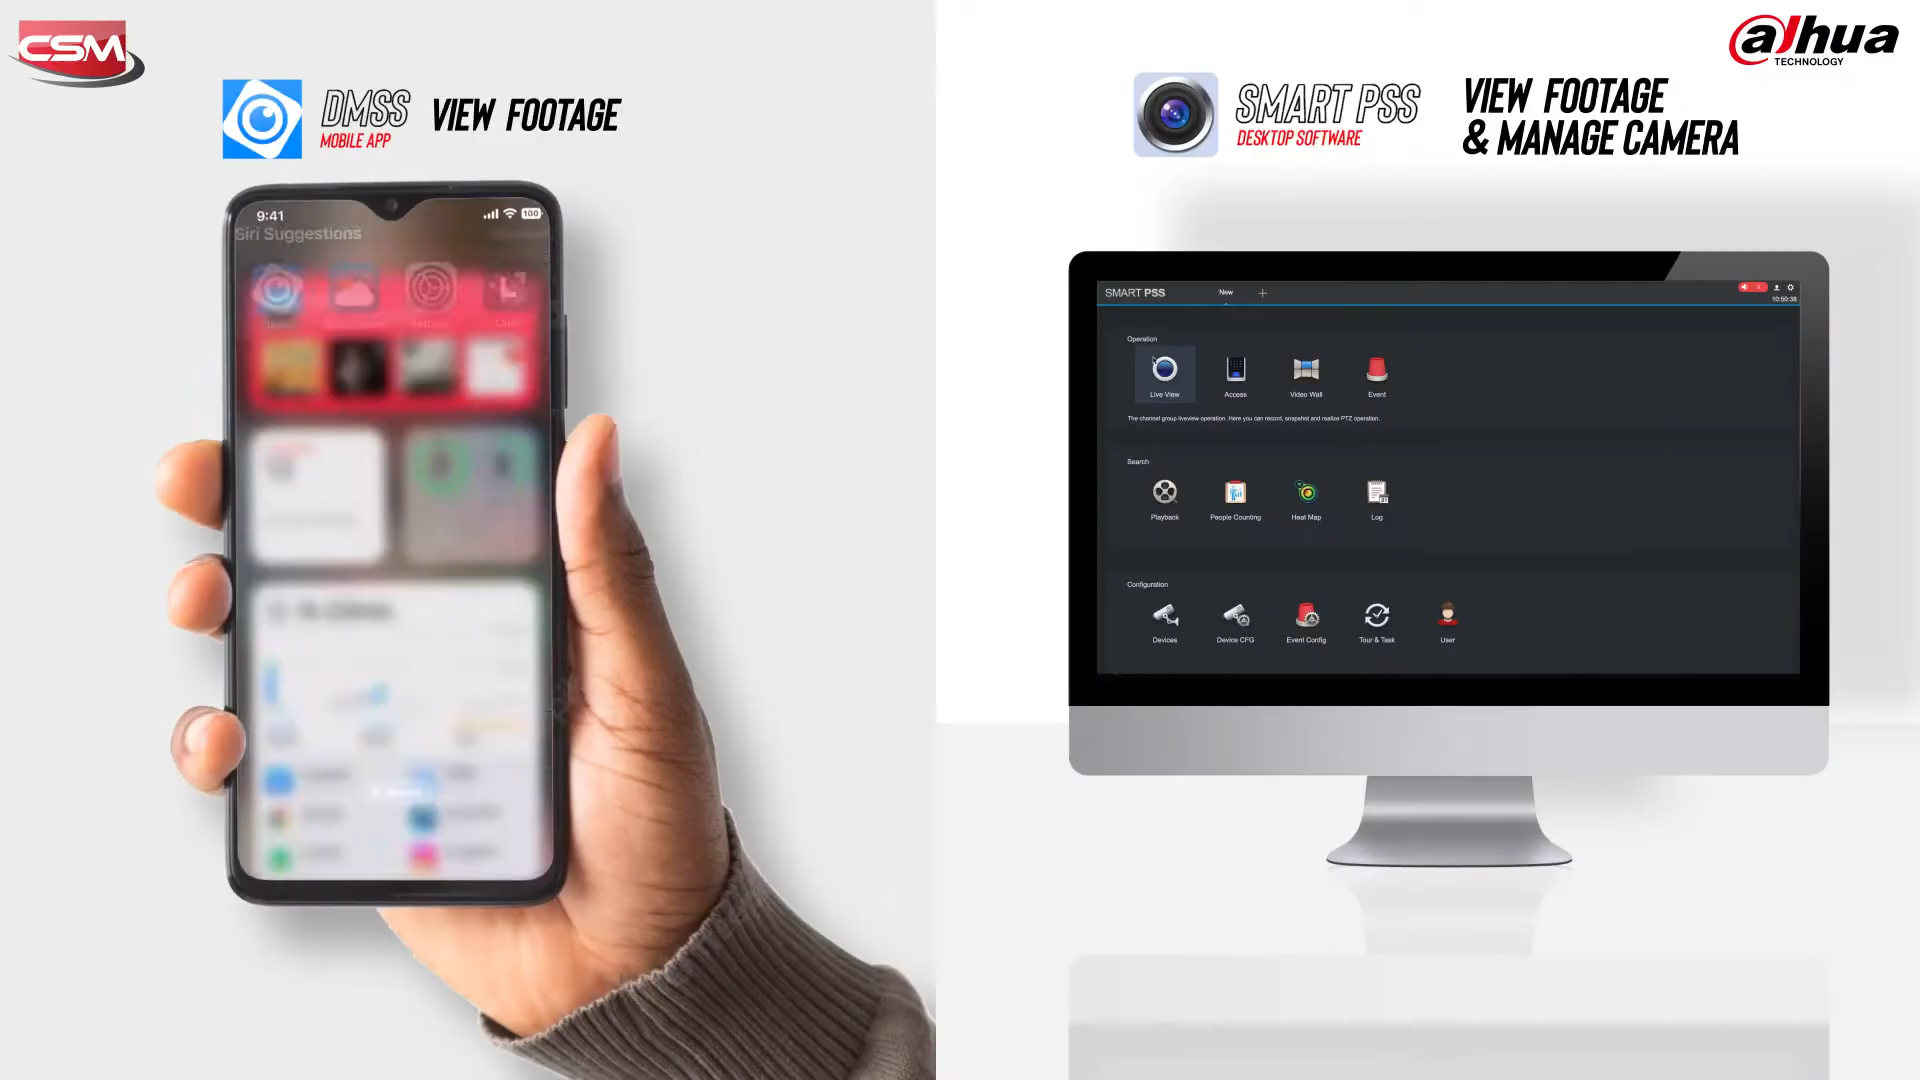 CSM
DMSS
MOBILE APP
VIEW FOOTAGE
9:41
100
Siri Suggestions
alhua
TECHNOLOGY
SMART PSS
DESKTOP SOFTWARE
VIEW FOOTAGE
& MANAGE CAMERA
SMART PSS
New
10:50:38
Operation
Live View
Access
Video Wall
Event
The channel group liveview operation. Here you can record, snapshot and realize PTZ operation.
Search
Playback
People Counting
Heat Map
Log
Configuration
Devices
Device CFG
Event Config
Tour & Task
User